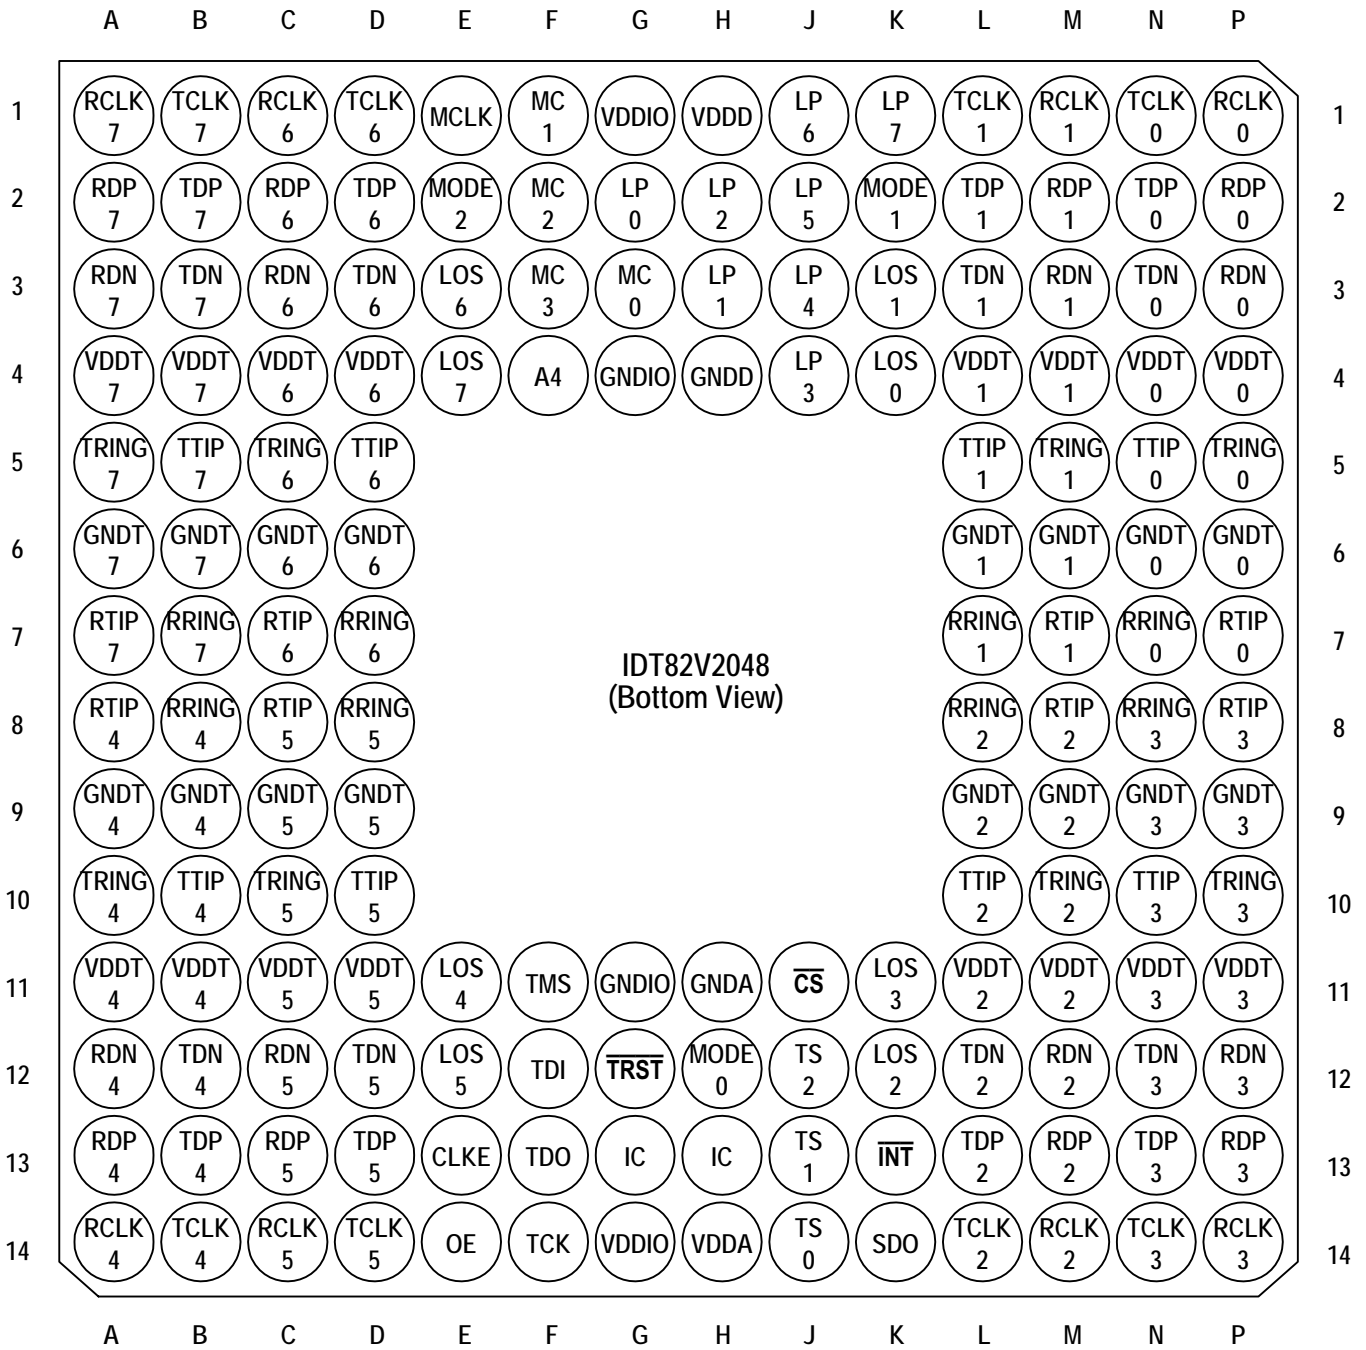 A B C D E F G H J K L M N P
1 RCLK TCLK RCLK TCLK MCLK MC VDDIO VDDD LP LP TCLK RCLK TCLK RCLK 1
7 7 6 6 1 6 7 1 1 0 0
2 RDP TDP RDP TDP MODE MC LP LP LP MODE TDP RDP TDP RDP 2
7 7 6 6 2 2 0 2 5 1 1 1 0 0
3 RDN TDN RDN TDN LOS MC MC LP LP LOS TDN RDN TDN RDN 3
7 7 6 6 6 3 0 1 4 1 1 1 0 0
4 VDDT VDDT VDDT VDDT LOS A4 GNDIO GNDD LP LOS VDDT VDDT VDDT VDDT 4
7 7 6 6 7 3 0 1 1 0 0
5 TRING TTIP TRING TTIP TTIP TRING TTIP TRING 5
7 7 6 6 1 1 0 0
6 GNDT GNDT GNDT GNDT GNDT GNDT GNDT GNDT 6
7 7 6 6 1 1 0 0
7 RTIP RRING RTIP RRING RRING RTIP RRING RTIP 7
7 7 6 6 1 1 0 0
IDT82V2048
(Bottom View)
8 RTIP RRING RTIP RRING RRING RTIP RRING RTIP 8
4 4 5 5 2 2 3 3
9 GNDT GNDT GNDT GNDT GNDT GNDT GNDT GNDT 9
4 4 5 5 2 2 3 3
10 TRING TTIP TRING TTIP TTIP TRING TTIP TRING 10
4 4 5 5 2 2 3 3
11 VDDT VDDT VDDT VDDT LOS TMS GNDIO GNDA CS LOS VDDT VDDT VDDT VDDT 11
4 4 5 5 4 3 2 2 3 3
12 RDN TDN RDN TDN LOS TDI TRST MODE TS LOS TDN RDN TDN RDN 12
4 4 5 5 5 0 2 2 2 2 3 3
13 RDP TDP RDP TDP CLKE TDO IC IC TS INT TDP RDP TDP RDP 13
4 4 5 5 1 2 2 3 3
14 RCLK TCLK RCLK TCLK OE TCK VDDIO VDDA TS SDO TCLK RCLK TCLK RCLK 14
4 4 5 5 0 2 2 3 3
A B C D E F G H J K L M N P